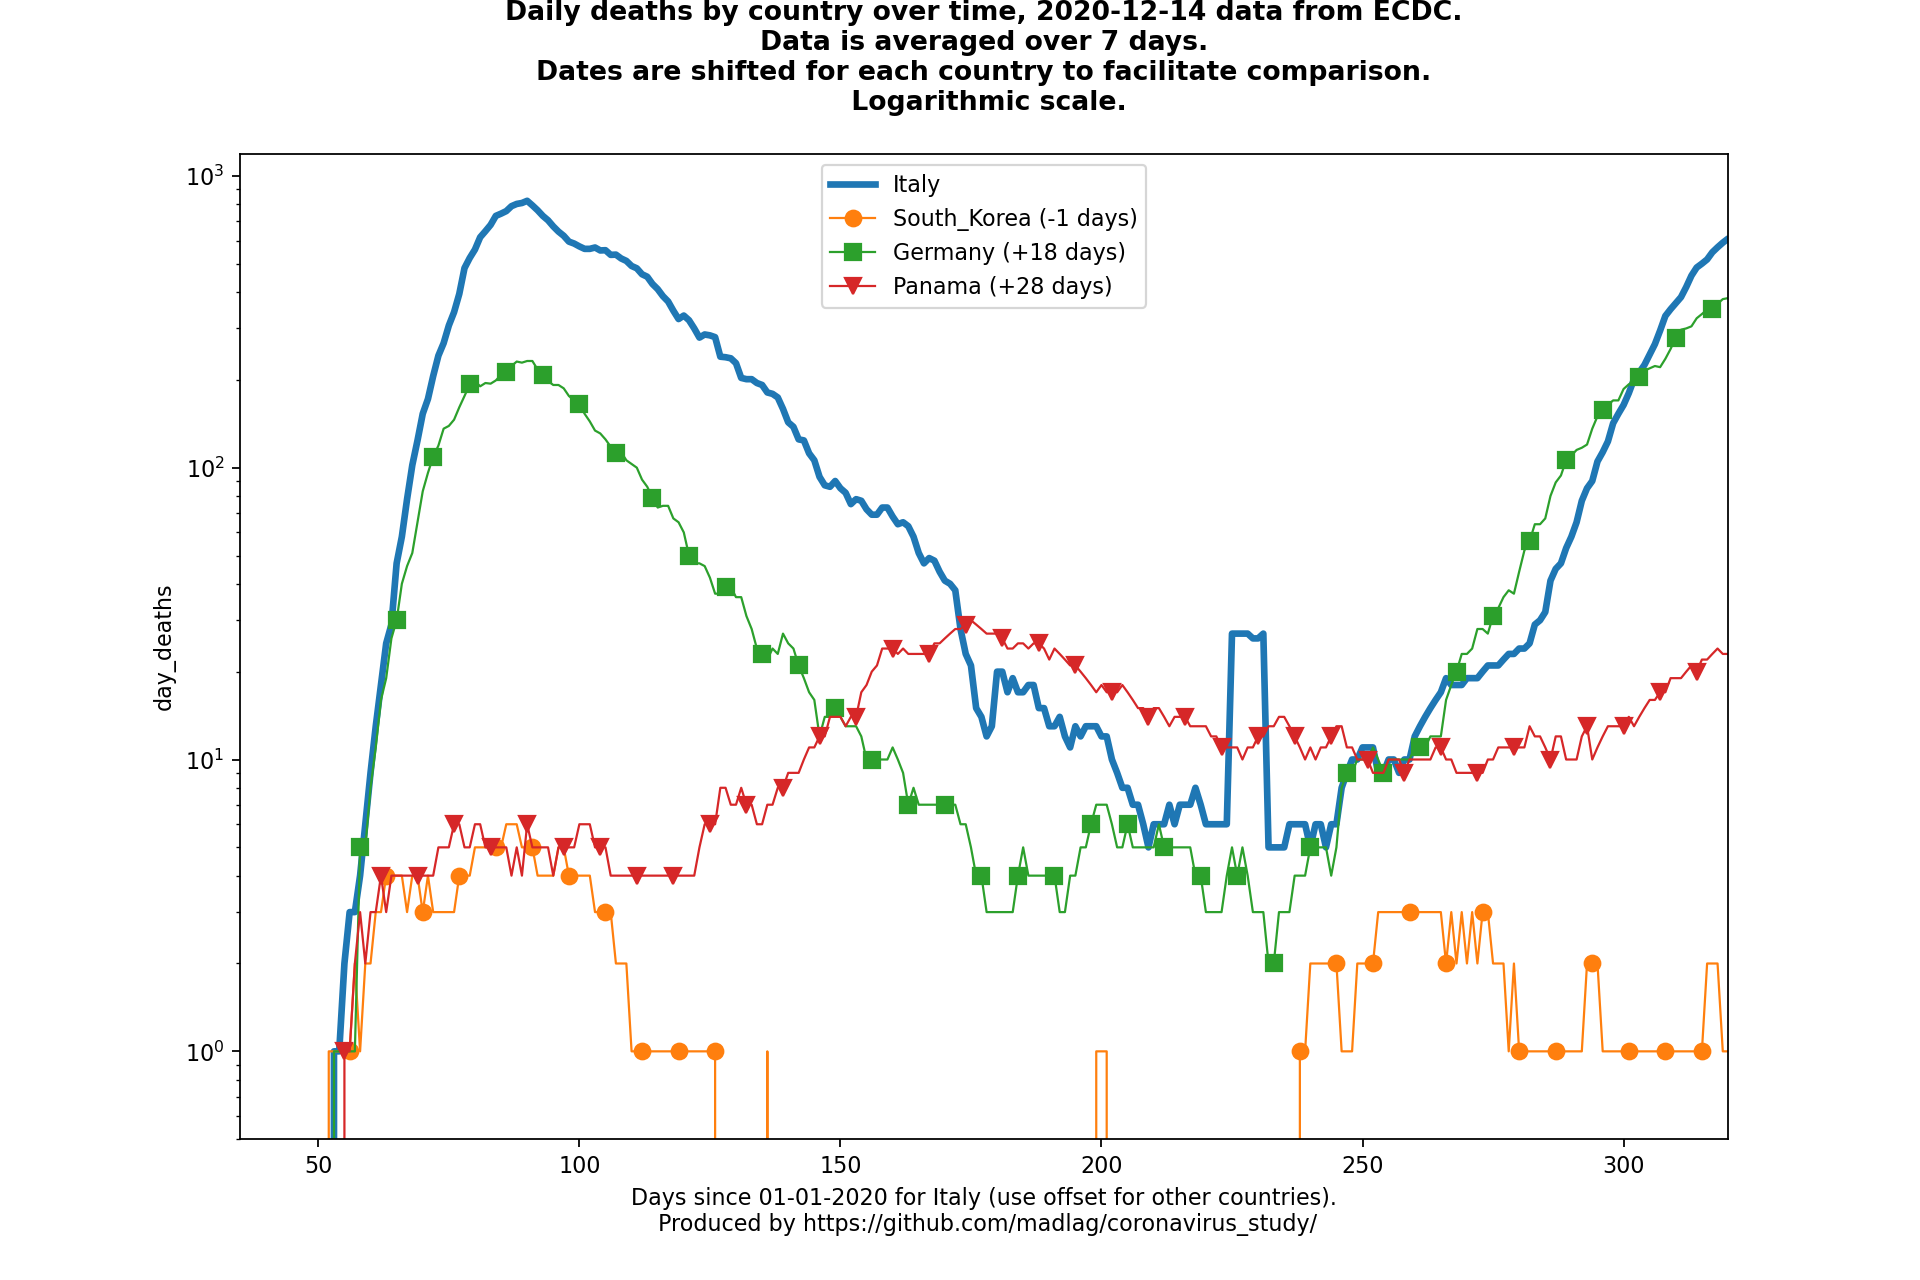 Daily deaths by country over time, 2020-12-14 data from ECDC.
Data is averaged over 7 days.
Dates are shifted for each country to facilitate comparison.
Logarithmic scale.
10³
Italy
South_Korea (-1 days)
Germany (+18 days)
Panama (+28 days)
10²
day_deaths
10¹
10⁰
50 100 150 200 250 300
Days since 01-01-2020 for Italy (use offset for other countries).
Produced by https://github.com/madlag/coronavirus_study/